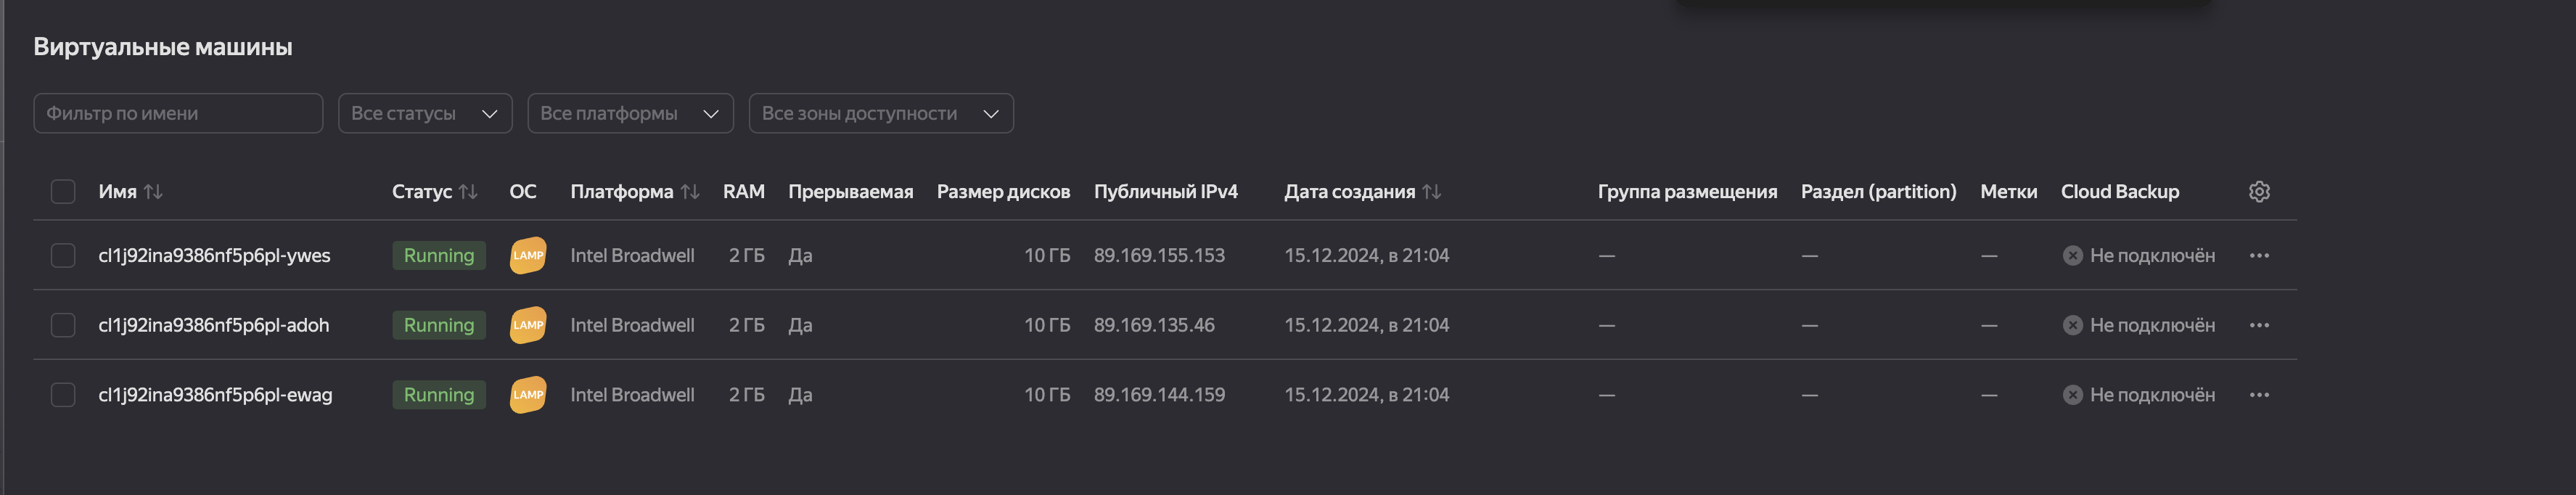 Виртуальные машины
Фильтр по имени Все статусы Все платформы Все зоны доступности
Имя Статус ОС Платформа RAM Прерываемая Размер дисков Публичный IPv4 Дата создания Группа размещения Раздел (partition) Метки Cloud Backup
cl1j92ina9386nf5p6pl-ywes Running LAMP Intel Broadwell 2 ГБ Да 10 ГБ 89.169.155.153 15.12.2024, в 21:04 — — — Не подключён
cl1j92ina9386nf5p6pl-adoh Running LAMP Intel Broadwell 2 ГБ Да 10 ГБ 89.169.135.46 15.12.2024, в 21:04 — — — Не подключён
cl1j92ina9386nf5p6pl-ewag Running LAMP Intel Broadwell 2 ГБ Да 10 ГБ 89.169.144.159 15.12.2024, в 21:04 — — — Не подключён